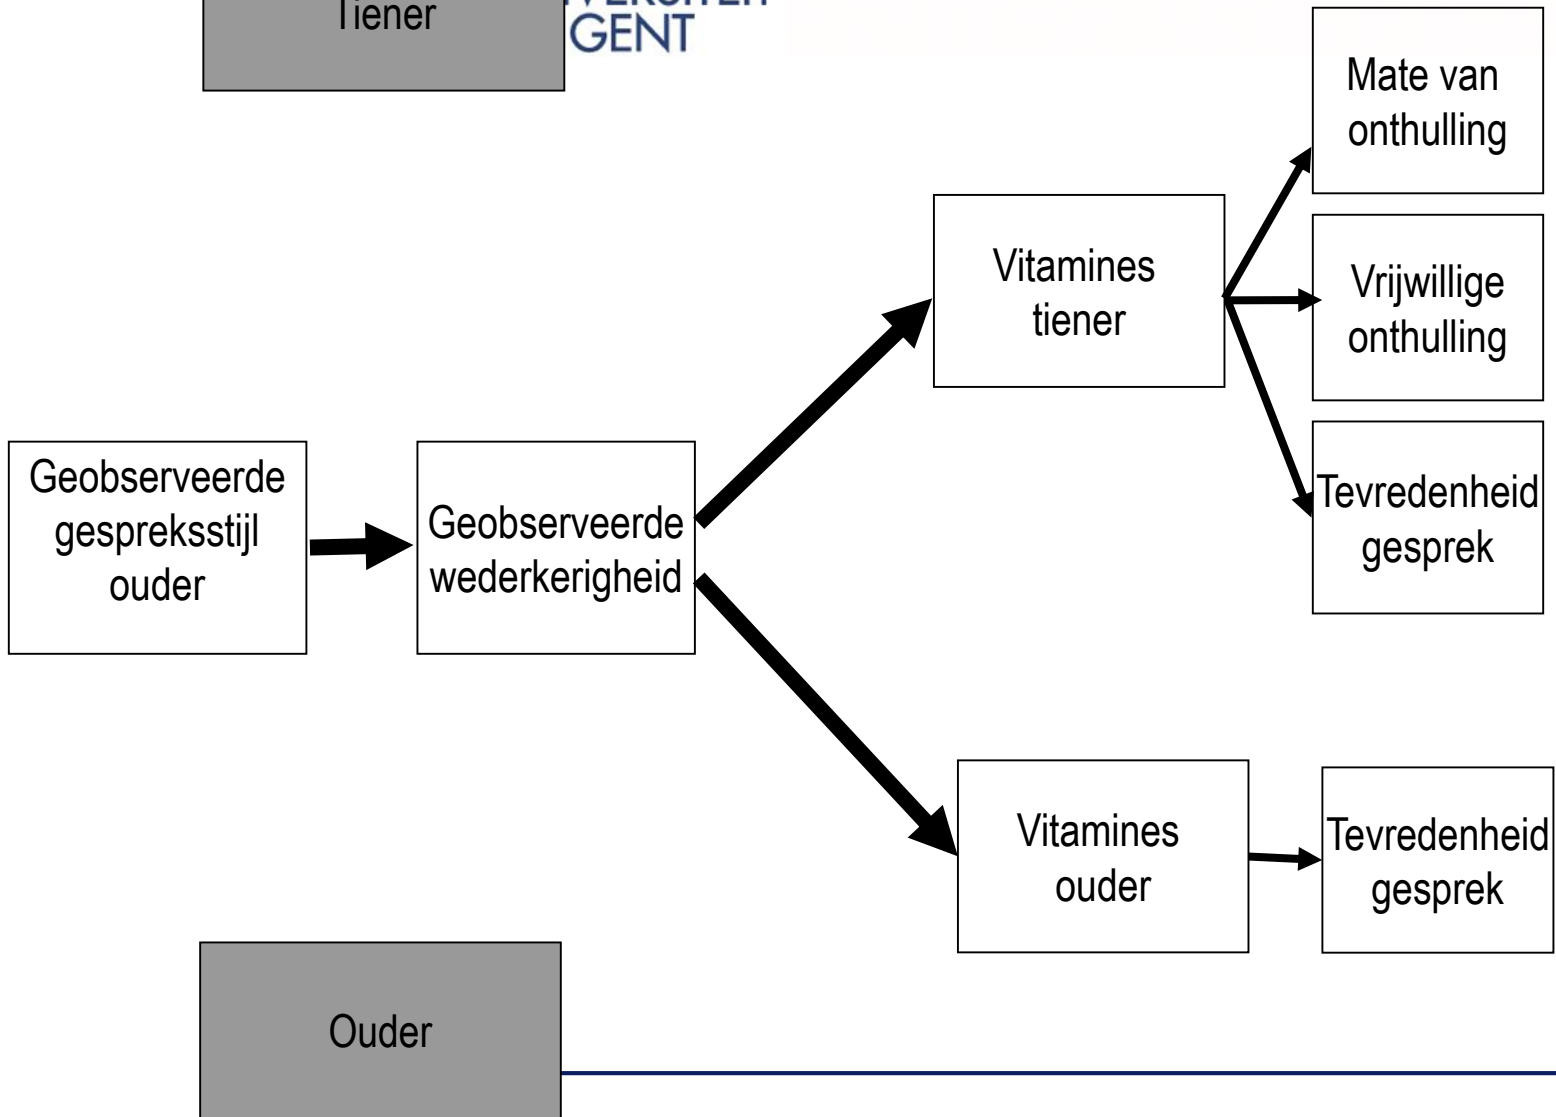 Tiener
GENT
Mate van
onthulling
Vitamines
tiener
Vrijwillige
onthulling
Tevredenheid
gesprek
Geobserveerde
gespreksstijl
ouder
Geobserveerde
wederkerigheid
Vitamines
ouder
Tevredenheid
gesprek
Ouder